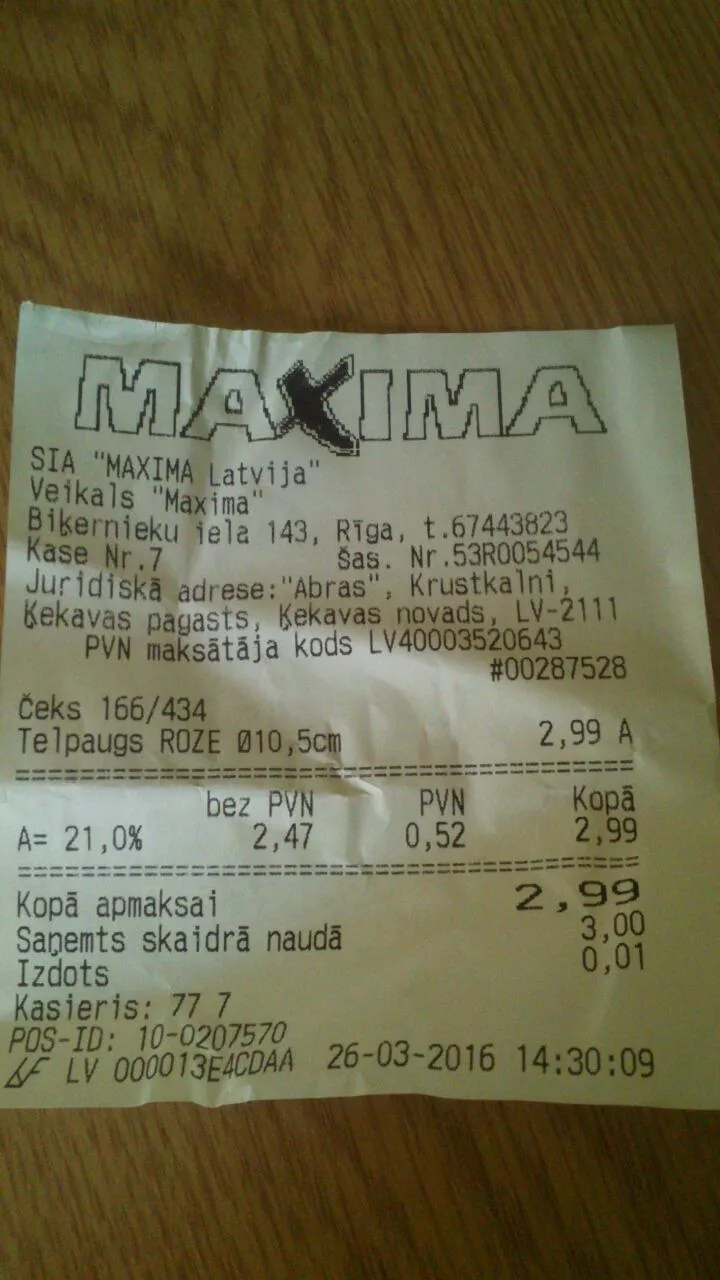 MAXIMA
SIA "MAXIMA Latvija"
Veikals "Maxima"
Biķernieku iela 143, Rīga, t.67443823
Kase Nr.7 Šas. Nr.53R0054544
Juridiskā adrese:"Abras", Krustkalni,
Ķekavas pagasts, Ķekavas novads, LV-2111
PVN maksātāja kods LV40003520643
#00287528
Čeks 166/434
Telpaugs ROZE Ø10,5cm 2,99 A
================================================
bez PVN PVN Kopā
A= 21,0% 2,47 0,52 2,99
================================================
Kopā apmaksai 2,99
Saņemts skaidrā naudā 3,00
Izdots 0,01
Kasieris: 77 7
POS-ID: 10-0207570
LF LV 000013E4CDAA 26-03-2016 14:30:09